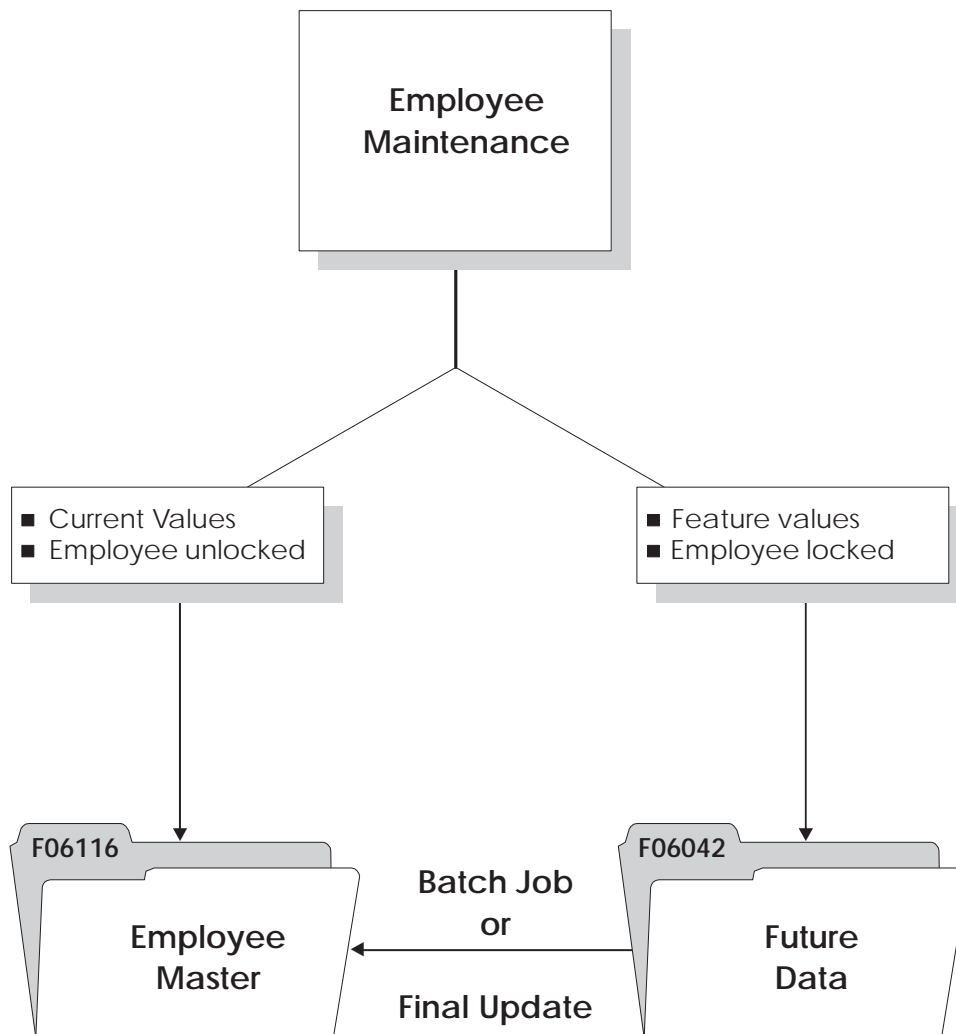 Employee
Maintenance
■ Current Values
■ Employee unlocked
■ Feature values
■ Employee locked
F06116
Employee
Master
Batch Job
or
Final Update
F06042
Future
Data